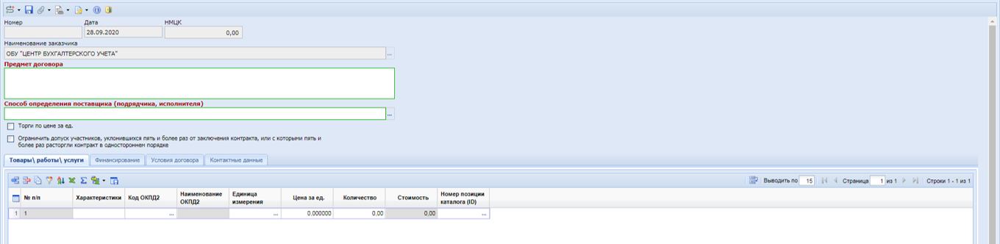 Номер Дата НМЦК
28.09.2020 0,00
Наименование заказчика
ОБУ "ЦЕНТР БУХГАЛТЕРСКОГО УЧЕТА" ...
Предмет договора
Способ определения поставщика (подрядчика, исполнителя)
...
Торги по цене за ед.
Ограничить допуск участников, уклонившихся пять и более раз от заключения контракта, или с которыми пять и
более раз расторгли контракт в одностороннем порядке
Товары\ работы\ услуги Финансирование Условия договора Контактные данные
Выводить по 15 Страница 1 из 1 Строки 1 - 1 из 1
№ п/п Характеристики Код ОКПД2 Наименование ОКПД2 Единица измерения Цена за ед. Количество Стоимость Номер позиции каталога (ID)
1 1 ... ... 0,000000 0,00 0,00 ...